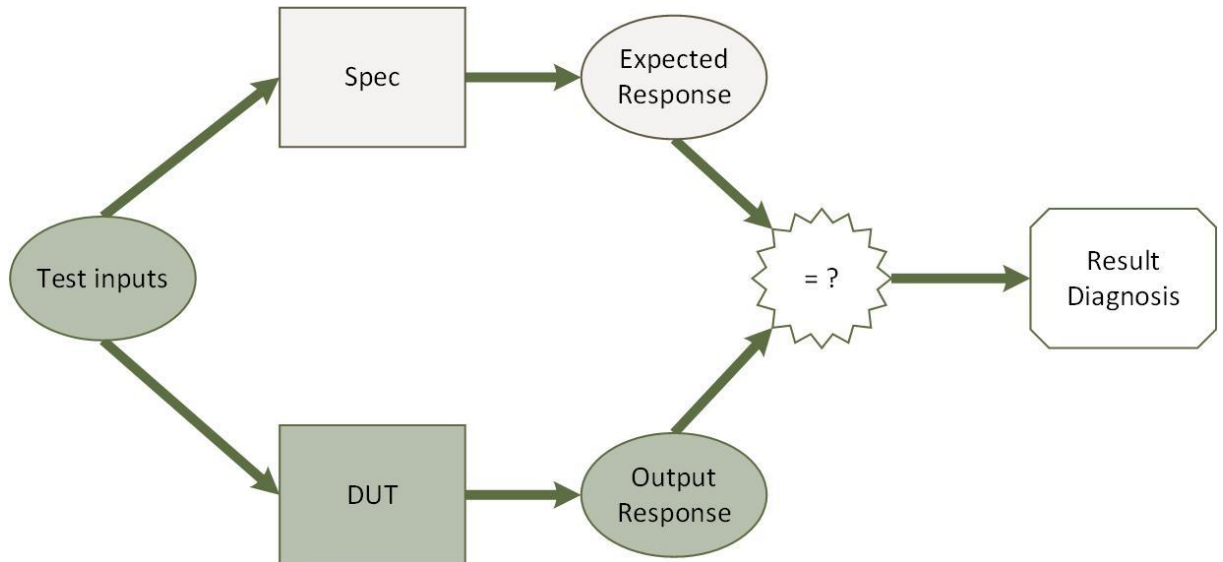 Spec
Expected
Response
Test inputs
= ?
Result
Diagnosis
DUT
Output
Response